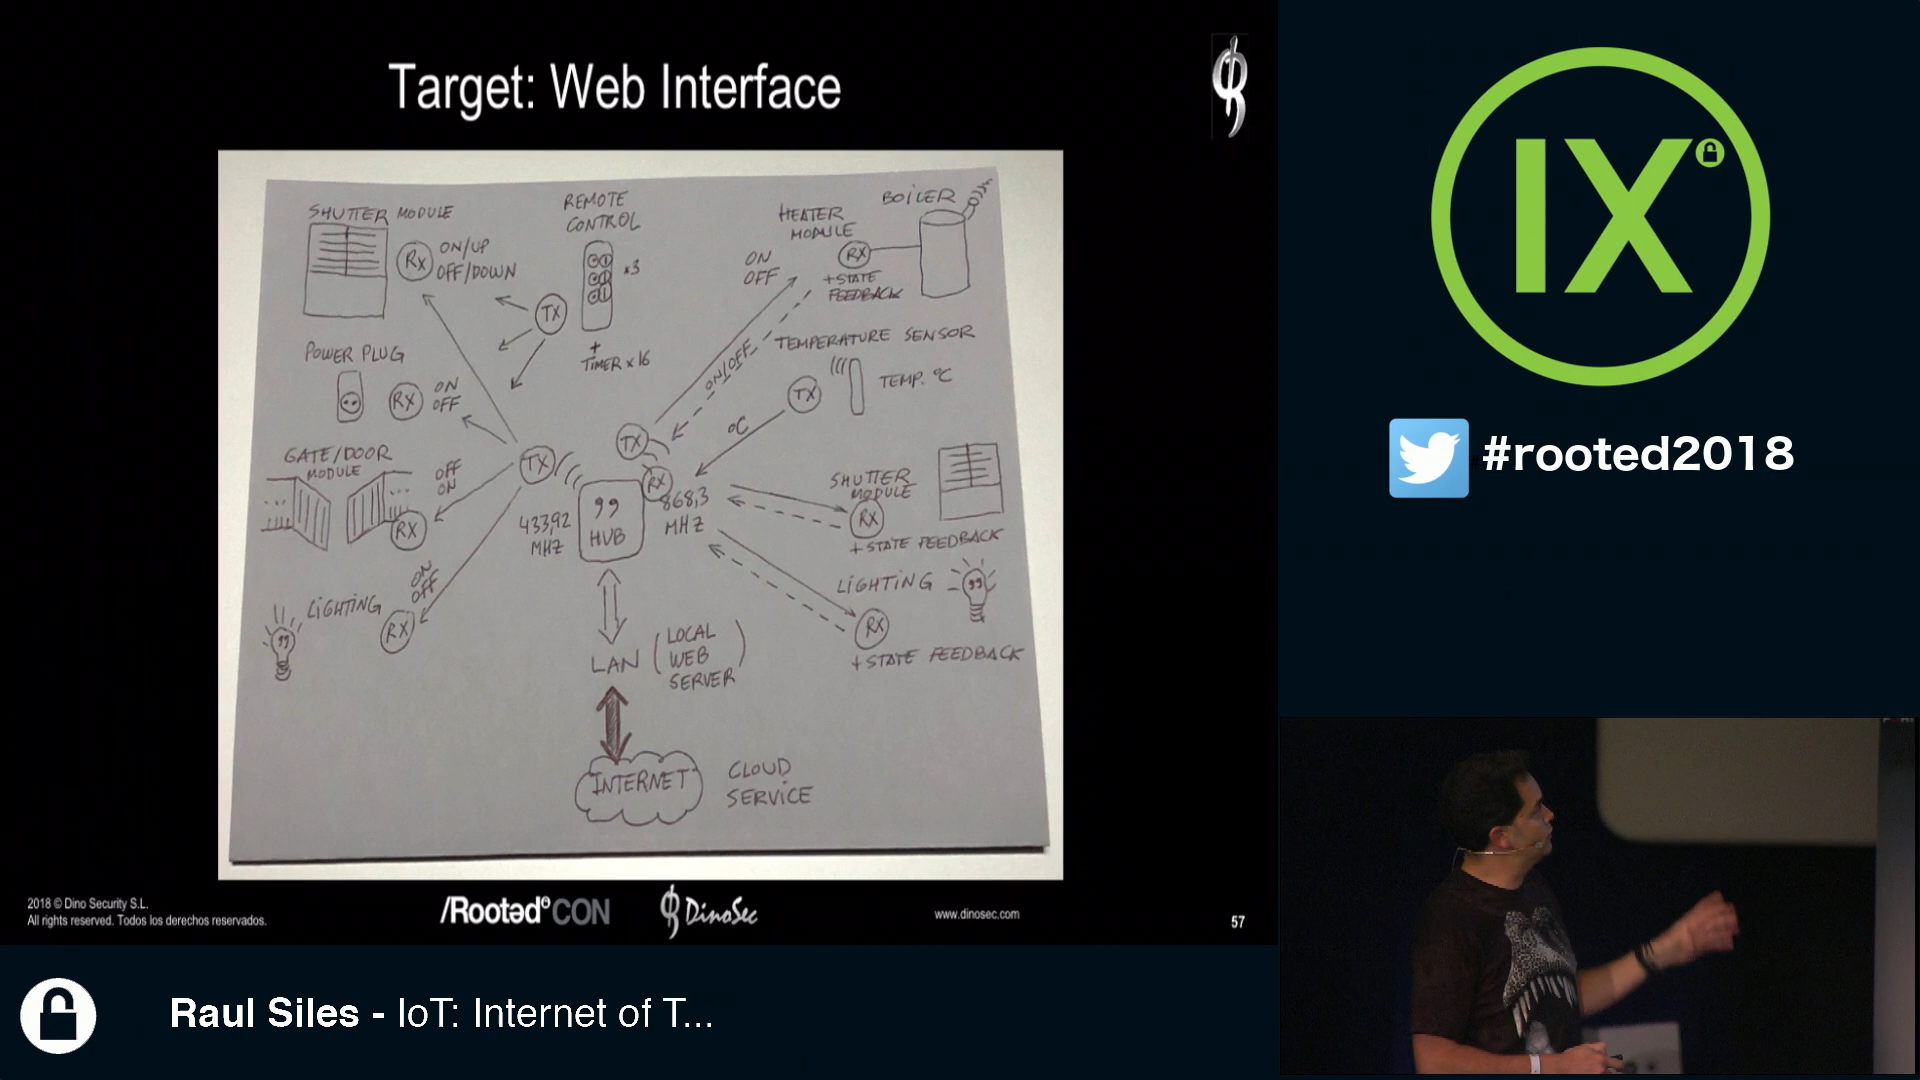 Target: Web Interface
SHUTTER MODULE
RX
ON/UP
OFF/DOWN
REMOTE
CONTROL
x3
TX
+
TIMER x 16
POWER PLUG
RX
ON
OFF
GATE/DOOR
MODULE
OFF
ON
RX
LIGHTING
ON
OFF
RX
TX
433,92
MHZ
HUB
TX
RX
868,3
MHZ
ON
OFF
ON/OFF
HEATER
MODULE
RX
+STATE
FEEDBACK
BOILER
TEMPERATURE SENSOR
TX
TEMP. ºC
ºC
SHUTTER
MODULE
RX
+STATE FEEDBACK
LIGHTING
RX
+STATE FEEDBACK
LAN
(LOCAL
WEB
SERVER)
INTERNET
CLOUD
SERVICE
2018 © Dino Security S.L.
All rights reserved. Todos los derechos reservados.
/RootedCON
DinoSec
www.dinosec.com
57
IX
#rooted2018
Raul Siles - IoT: Internet of T...